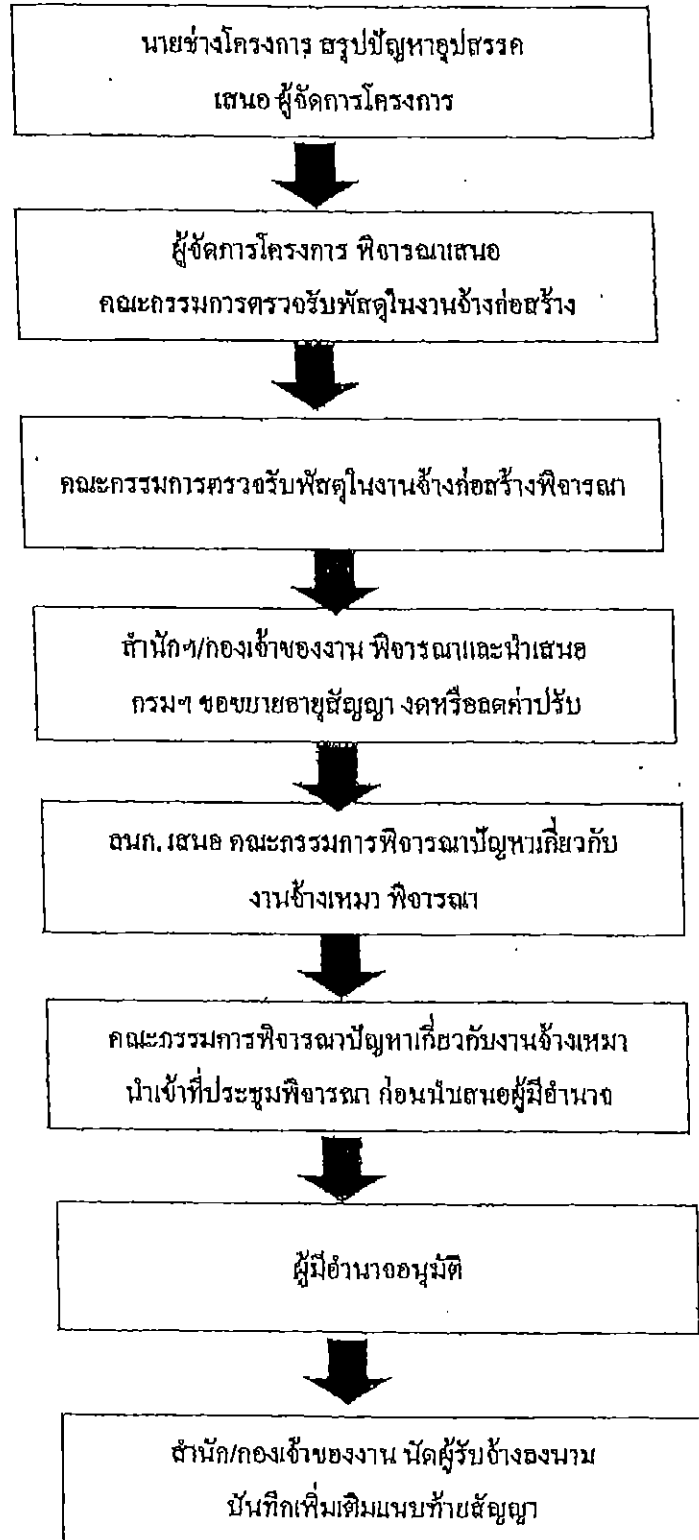 นายช่างโครงการ สรุปปัญหาอุปสรรค
เสนอ ผู้จัดการโครงการ
ผู้จัดการโครงการ พิจารณาเสนอ
คณะกรรมการตรวจรับพัสดุในงานจ้างก่อสร้าง
คณะกรรมการตรวจรับพัสดุในงานจ้างก่อสร้างพิจารณา
สำนักฯ/กองเจ้าของงาน พิจารณาและนำเสนอ
กรมฯ ขอขยายอายุสัญญา งดหรือลดค่าปรับ
ลนก. เสนอ คณะกรรมการพิจารณาปัญหาเกี่ยวกับ
งานจ้างเหมา พิจารณา
คณะกรรมการพิจารณาปัญหาเกี่ยวกับงานจ้างเหมา
นำเข้าที่ประชุมพิจารณา ก่อนนำเสนอผู้มีอำนาจ
ผู้มีอำนาจอนุมัติ
สำนัก/กองเจ้าของงาน นัดผู้รับจ้างลงนาม
บันทึกเพิ่มเติมแนบท้ายสัญญา